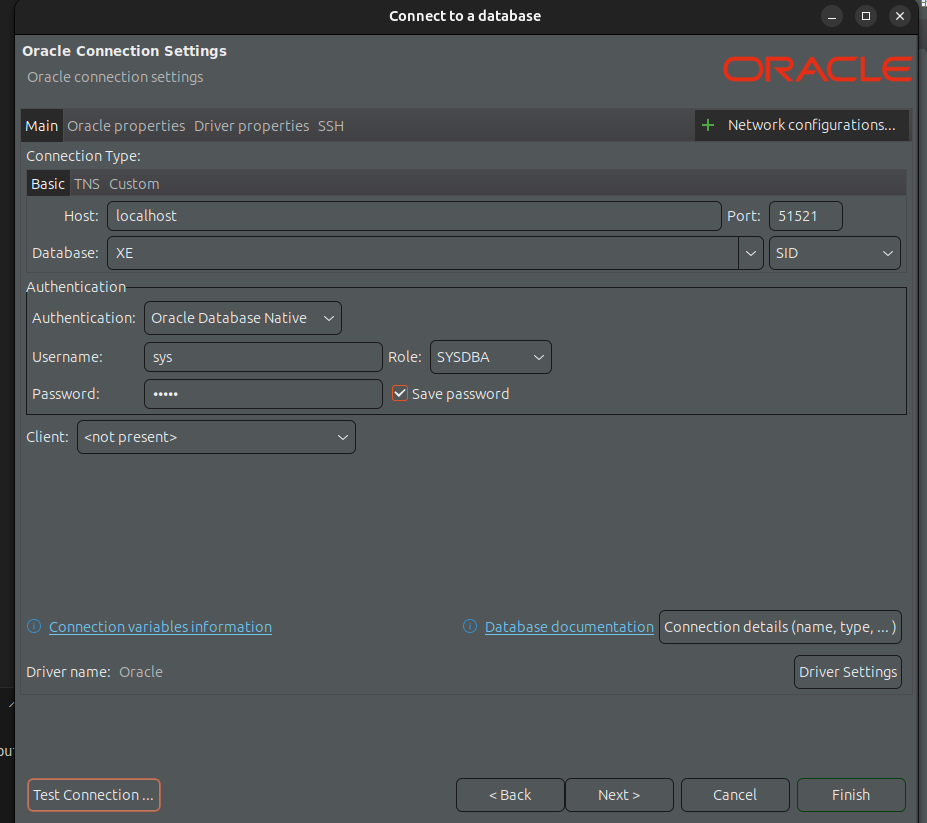 Connect to a database
Oracle Connection Settings
Oracle connection settings
ORACLE
Main Oracle properties Driver properties SSH
+ Network configurations...
Connection Type:
Basic TNS Custom
Host: localhost Port: 51521
Database: XE SID
Authentication
Authentication: Oracle Database Native
Username: sys Role: SYSDBA
Password: ••••• Save password
Client: <not present>
Connection variables information Database documentation Connection details (name, type, ... )
Driver name: Oracle Driver Settings
Test Connection ... < Back Next > Cancel Finish